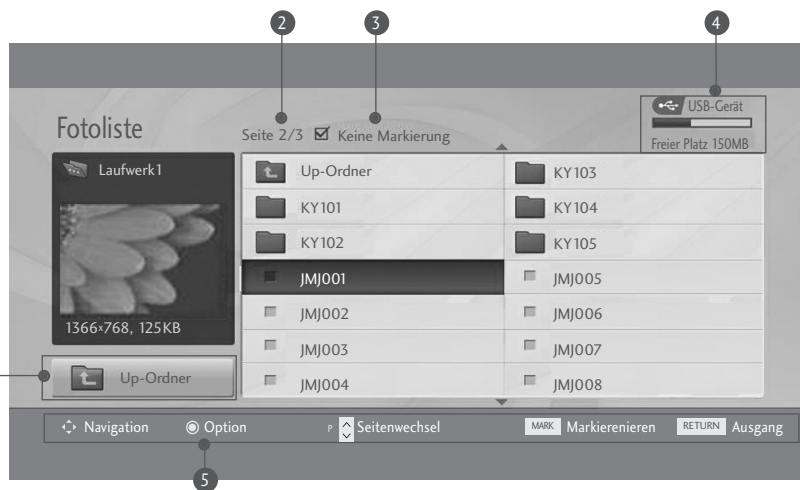 2 3 4
USB-Gerät
Freier Platz 150MB
Fotoliste
Seite 2/3 Keine Markierung
Laufwerk1
1366×768, 125KB
Up-Ordner
Up-Ordner KY103
KY101 KY104
KY102 KY105
JMJ001 JMJ005
JMJ002 JMJ006
JMJ003 JMJ007
JMJ004 JMJ008
Navigation Option P Seitenwechsel MARK Markierenieren RETURN Ausgang
5